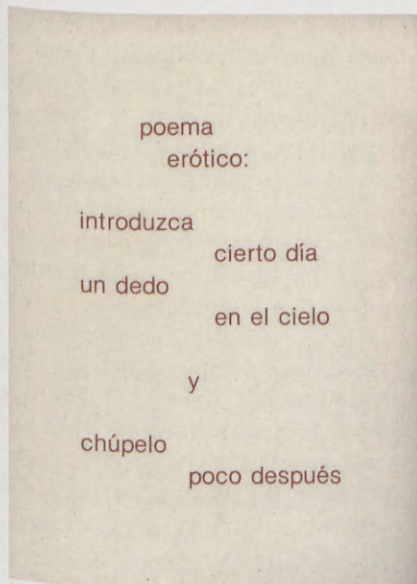 poema
erótico:
introduzca
cierto día
un dedo
en el cielo
y
chúpelo
poco después